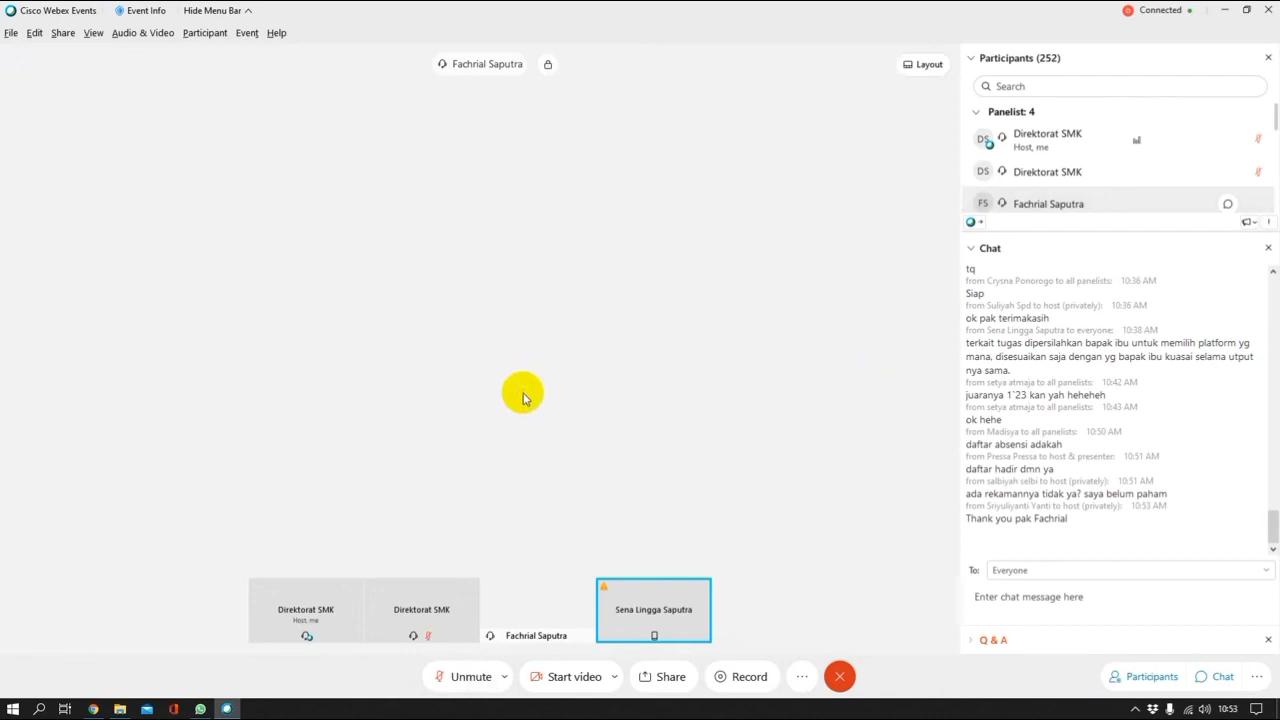 Cisco Webex Events
Event Info
Hide Menu Bar
Connected
File Edit Share View Audio & Video Participant Event Help
Fachrial Saputra
Layout
Participants (252)
Search
Panelist: 4
DS
Direktorat SMK
Host, me
DS
Direktorat SMK
FS
Fachrial Saputra
Chat
tq
from Crysna Ponorogo to all panelists: 10:36 AM
Siap
from Suliyah Spd to host (privately): 10:36 AM
ok pak terimakasih
from Sena Lingga Saputra to everyone: 10:38 AM
terkait tugas dipersilahkan bapak ibu untuk memilih platform yg
mana, disesuaikan saja dengan yg bapak ibu kuasai selama utput
nya sama.
from setya atmaja to all panelists: 10:42 AM
juaranya 1`23 kan yah heheheh
from setya atmaja to all panelists: 10:43 AM
ok hehe
from Madisya to all panelists: 10:50 AM
daftar absensi adakah
from Pressa Pressa to host & presenter: 10:51 AM
daftar hadir dmn ya
from salbiyah selbi to host (privately): 10:51 AM
ada rekamannya tidak ya? saya belum paham
from Sriyuliyanti Yanti to host (privately): 10:53 AM
Thank you pak Fachrial
To: Everyone
Enter chat message here
Q & A
Direktorat SMK
Host, me
Direktorat SMK
Fachrial Saputra
Sena Lingga Saputra
Unmute
Start video
Share
Record
Participants
Chat
10:53